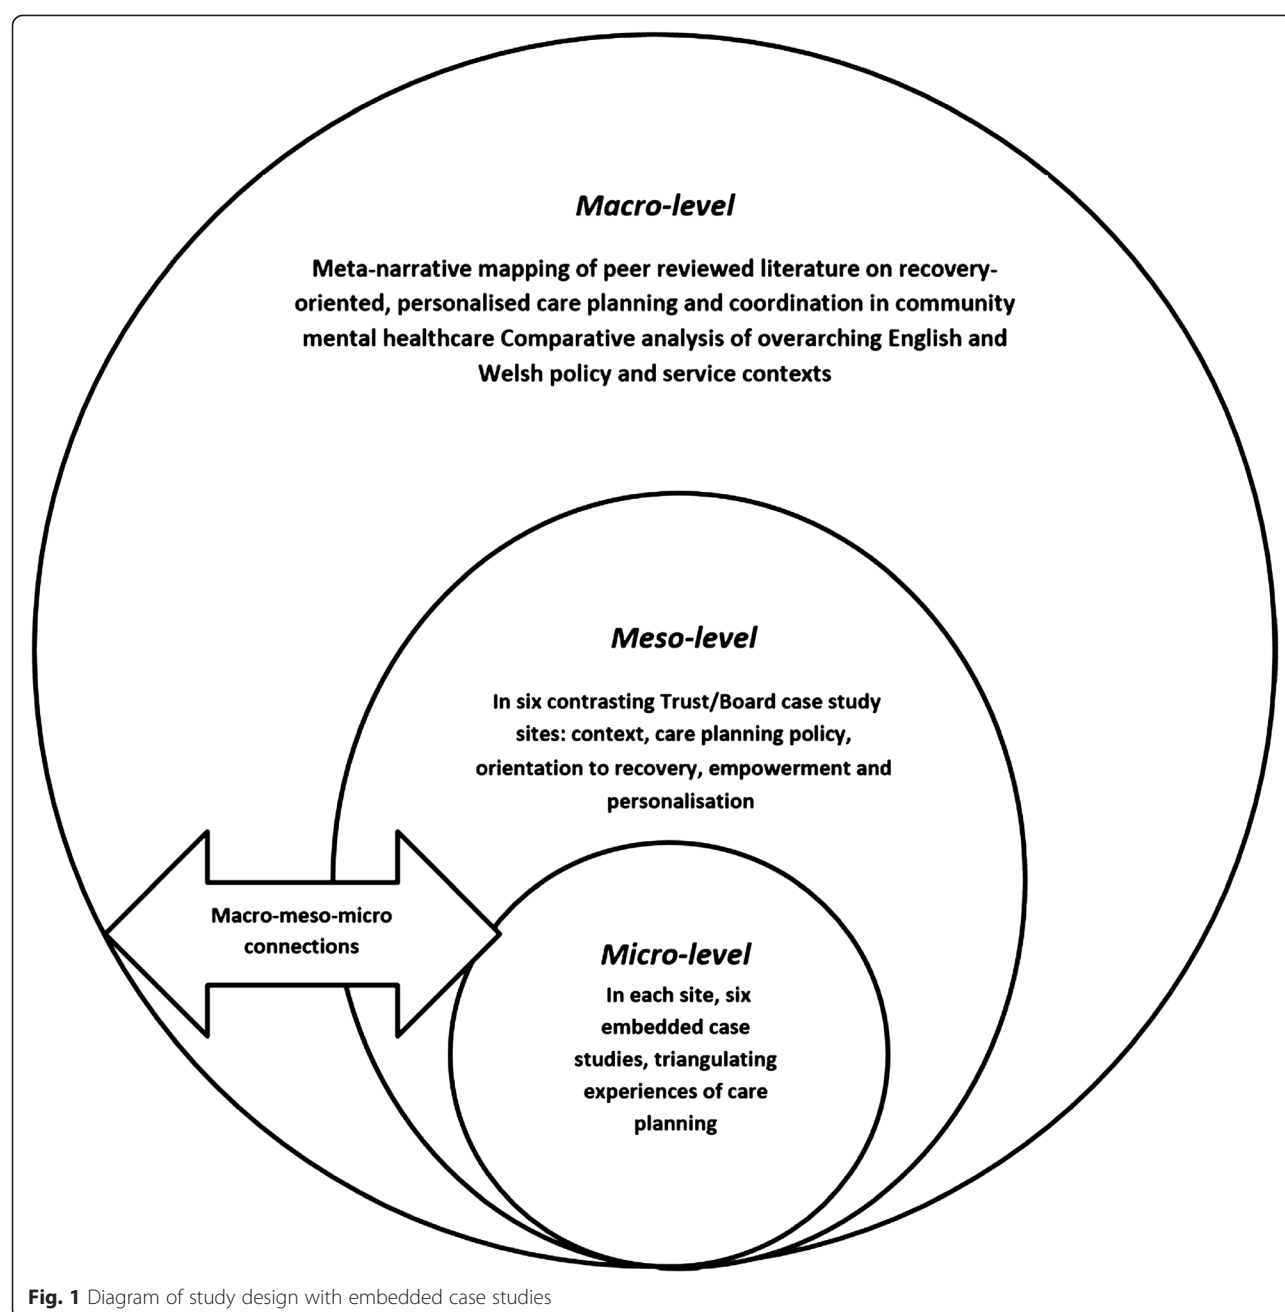 Macro-level
Meta-narrative mapping of peer reviewed literature on recovery-
oriented, personalised care planning and coordination in community
mental healthcare Comparative analysis of overarching English and
Welsh policy and service contexts
Meso-level
In six contrasting Trust/Board case study
sites: context, care planning policy,
orientation to recovery, empowerment and
personalisation
Macro-meso-micro
connections
Micro-level
In each site, six
embedded case
studies, triangulating
experiences of care
planning
Fig. 1 Diagram of study design with embedded case studies